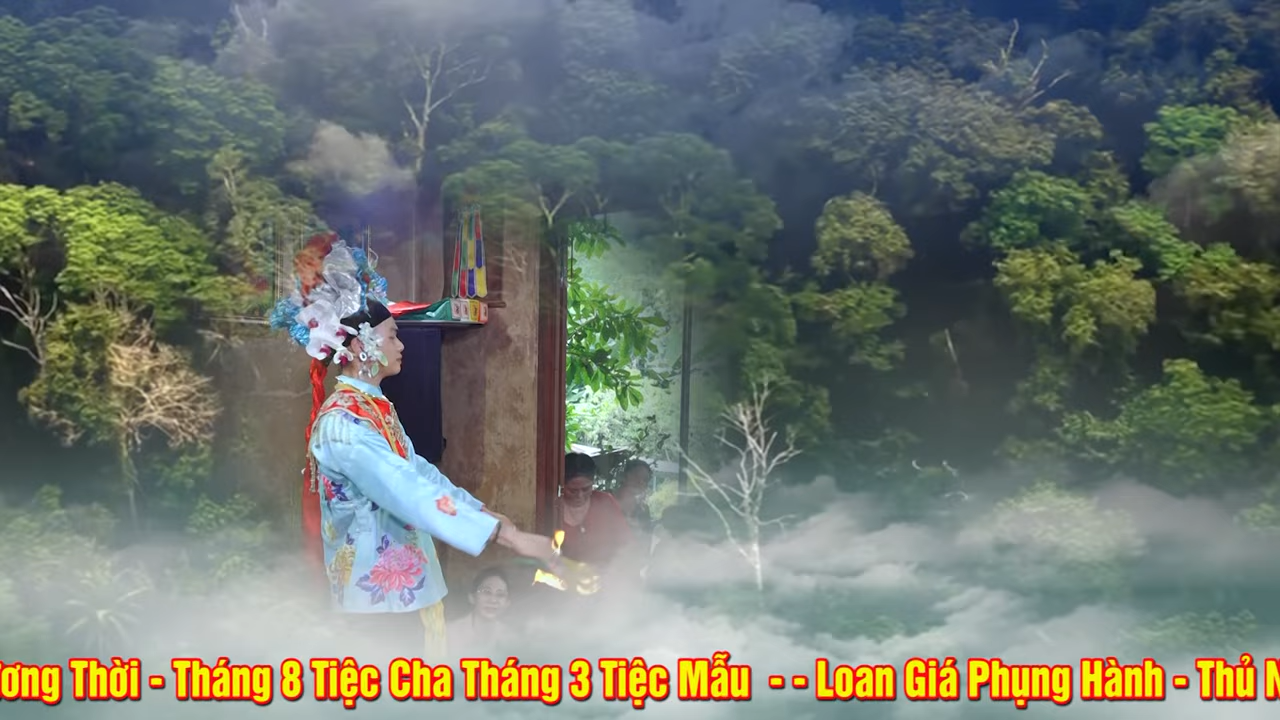 Thời - Tháng 8 Tiệc Cha Tháng 3 Tiệc Mẫu - - Loan Giá Phụng Hành - Thủ